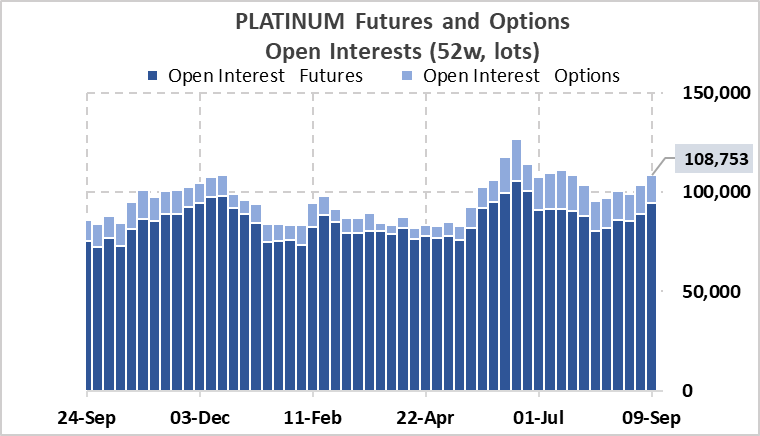 PLATINUM Futures and Options
Open Interests (52w, lots)
Open Interest Futures Open Interest Options
150,000
108,753
100,000
50,000
0
24-Sep 03-Dec 11-Feb 22-Apr 01-Jul 09-Sep